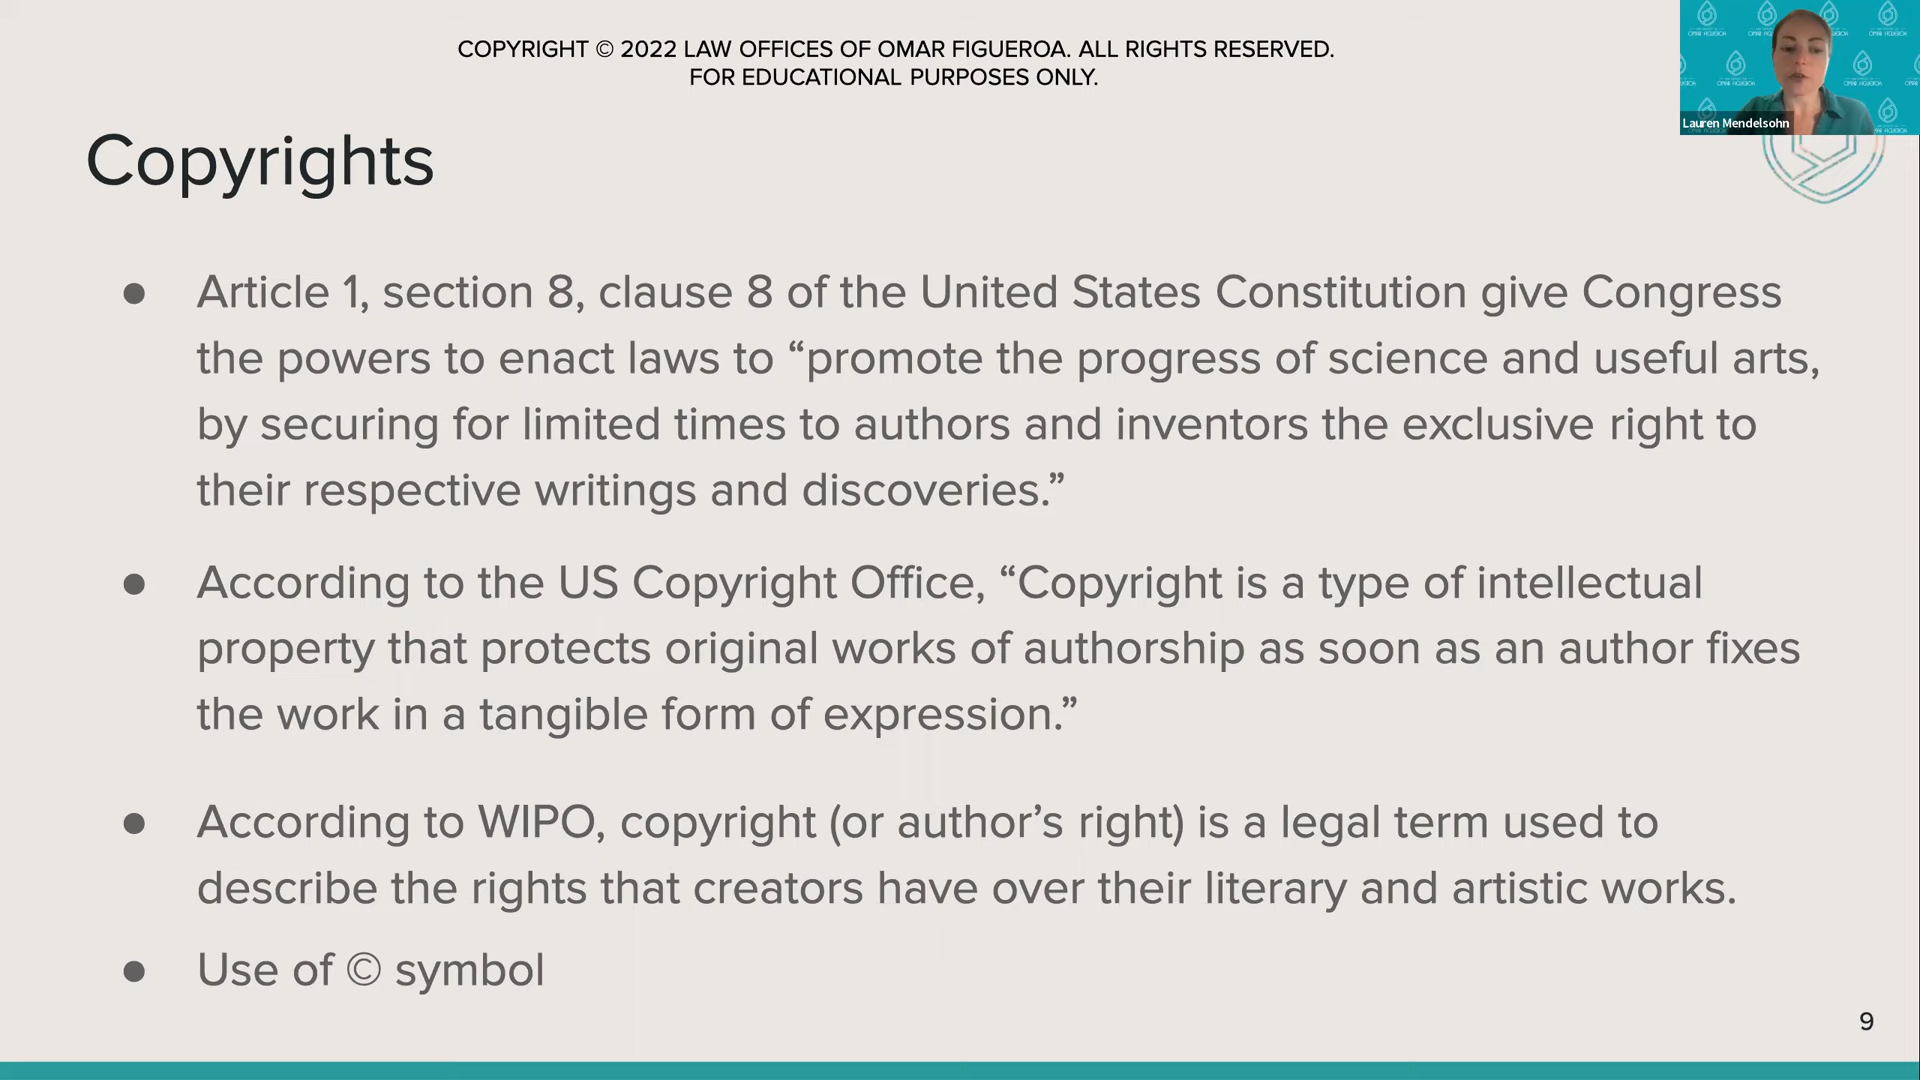 COPYRIGHT © 2022 LAW OFFICES OF OMAR FIGUEROA. ALL RIGHTS RESERVED.
FOR EDUCATIONAL PURPOSES ONLY.
Lauren Mendelsohn
Copyrights
● Article 1, section 8, clause 8 of the United States Constitution give Congress
the powers to enact laws to “promote the progress of science and useful arts,
by securing for limited times to authors and inventors the exclusive right to
their respective writings and discoveries.”
● According to the US Copyright Office, “Copyright is a type of intellectual
property that protects original works of authorship as soon as an author fixes
the work in a tangible form of expression.”
● According to WIPO, copyright (or author’s right) is a legal term used to
describe the rights that creators have over their literary and artistic works.
● Use of © symbol
9